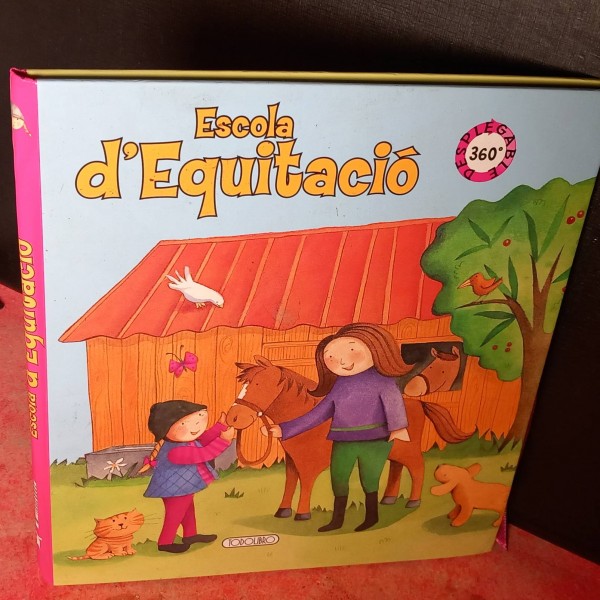 Escola
d'Equitació
DESPLEGABLE
360°
Escola d'Equitació
TODOLIBRO